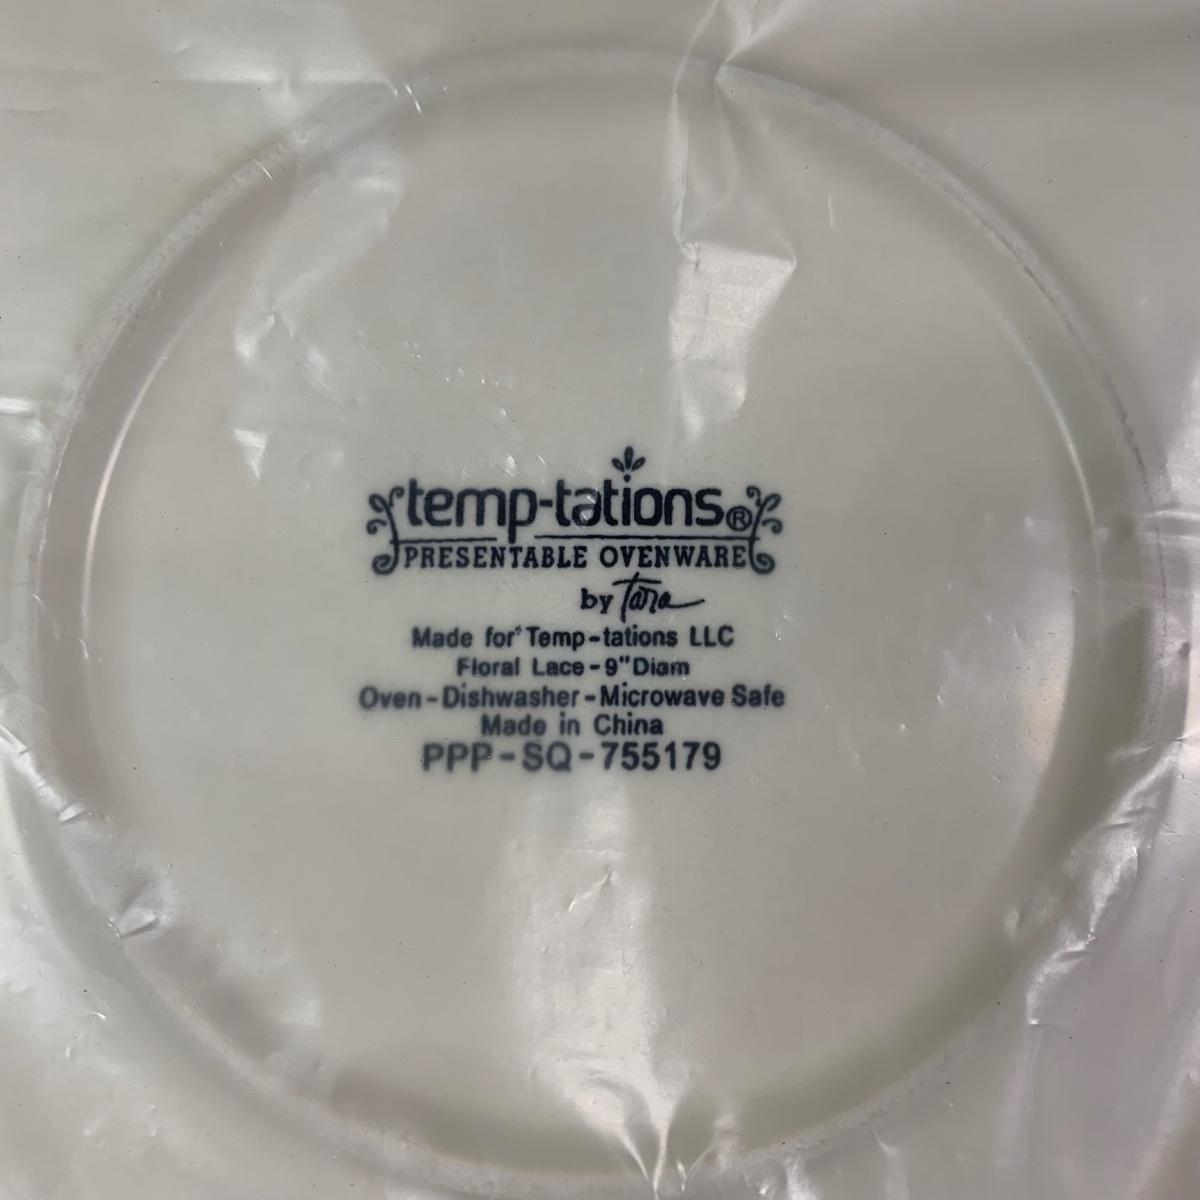 temp-tations®
PRESENTABLE OVENWARE
by Tara
Made for Temp-tations LLC
Floral Lace-9"Diam
Oven-Dishwasher-Microwave Safe
Made in China
PPP-SQ-755179